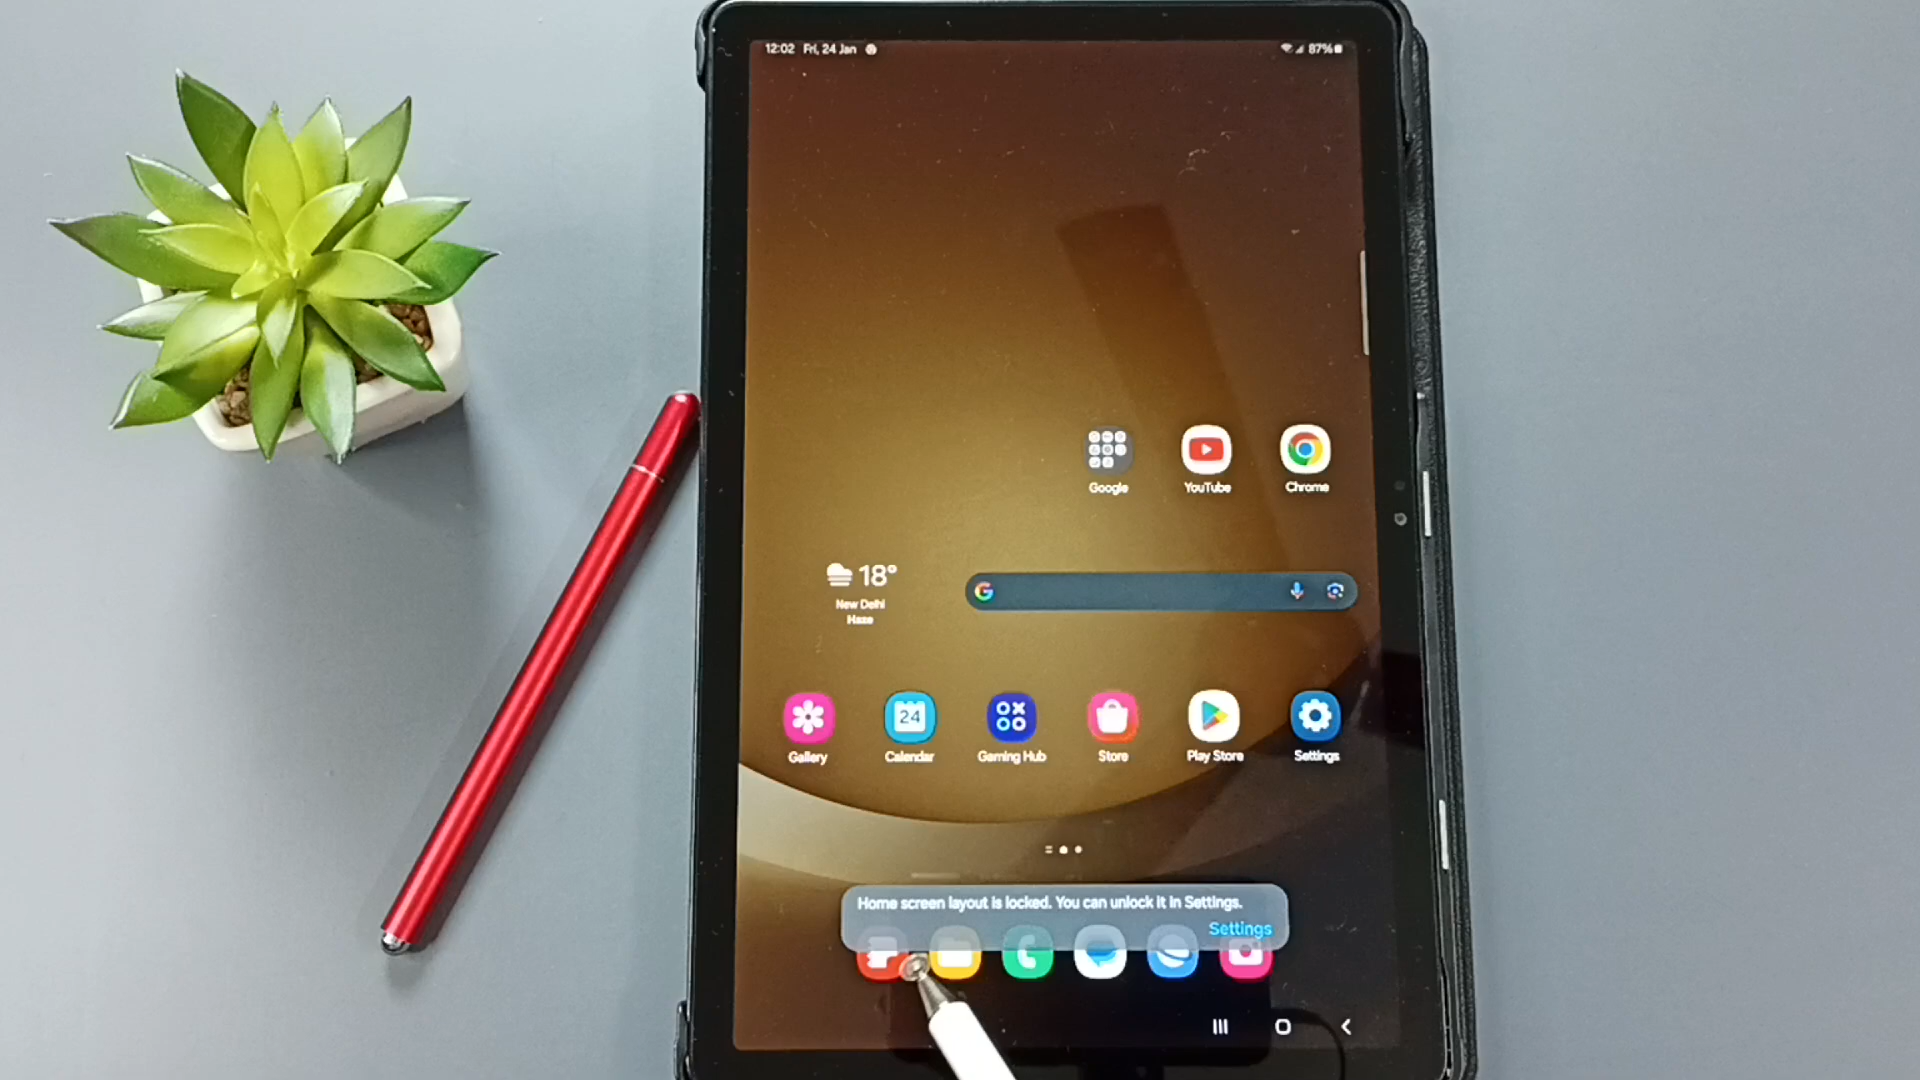 12:02 Fri, 24 Jan
87%
Google
YouTube
Chrome
18°
New Delhi
Haze
G
24
Gallery
Calendar
Gaming Hub
Store
Play Store
Settings
Home screen layout is locked. You can unlock it in Settings.
Settings